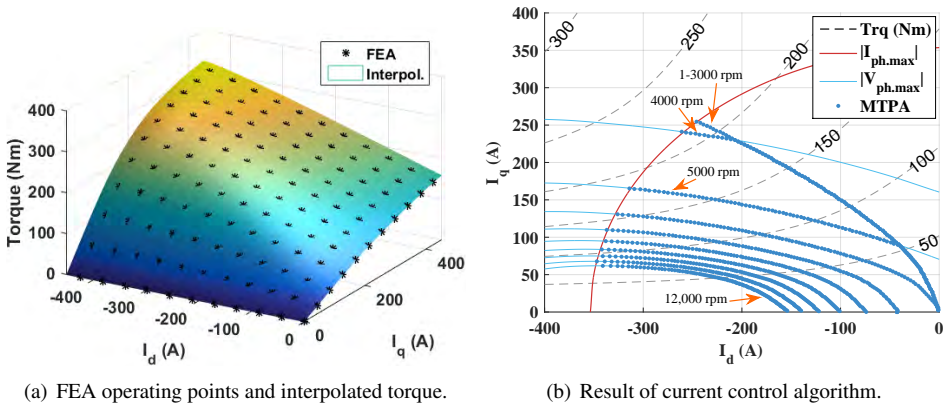 (a)
FEA
Interpol.
Torque (Nm)
400
300
200
100
0
-400
-300
-200
-100
0
I_d (A)
0
200
400
I_q (A)
(a) FEA operating points and interpolated torque.
(b)
I_q (A)
400
350
300
250
200
150
100
50
0
-400
-300
-200
-100
0
I_d (A)
300
250
200
150
100
50
1-3000 rpm
4000 rpm
5000 rpm
12,000 rpm
Trq (Nm)
|I_ph.max|
|V_ph.max|
MTPA
(b) Result of current control algorithm.